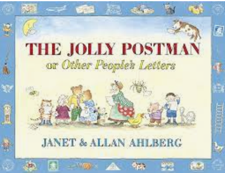 THE JOLLY POSTMAN
or Other People's Letters
JANET & ALLAN AHLBERG